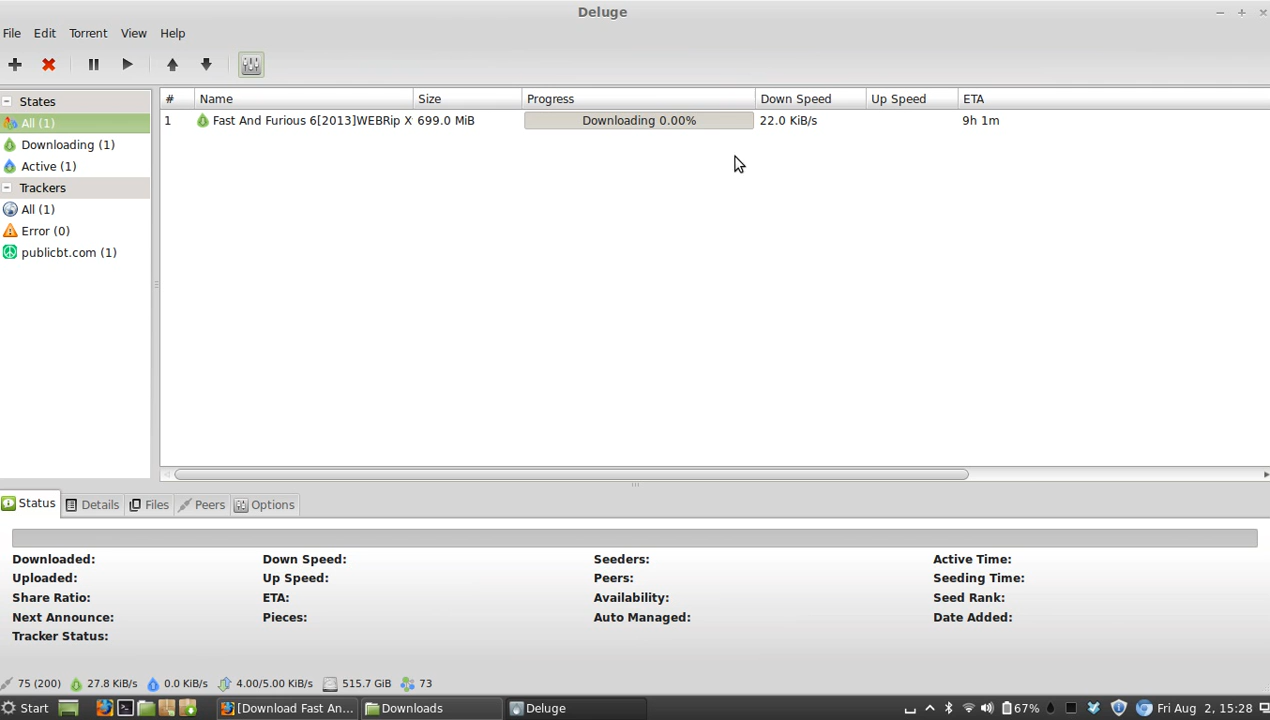 Deluge
File Edit Torrent View Help
States
All (1)
Downloading (1)
Active (1)
Trackers
All (1)
Error (0)
publicbt.com (1)
# Name Size Progress Down Speed Up Speed ETA
1 Fast And Furious 6[2013]WEBRip X 699.0 MiB Downloading 0.00% 22.0 KiB/s 9h 1m
Status Details Files Peers Options
Downloaded: Down Speed: Seeders: Active Time:
Uploaded: Up Speed: Peers: Seeding Time:
Share Ratio: ETA: Availability: Seed Rank:
Next Announce: Pieces: Auto Managed: Date Added:
Tracker Status:
75 (200) 27.8 KiB/s 0.0 KiB/s 4.00/5.00 KiB/s 515.7 GiB 73
Start [Download Fast An... Downloads Deluge 67% Fri Aug 2, 15:28